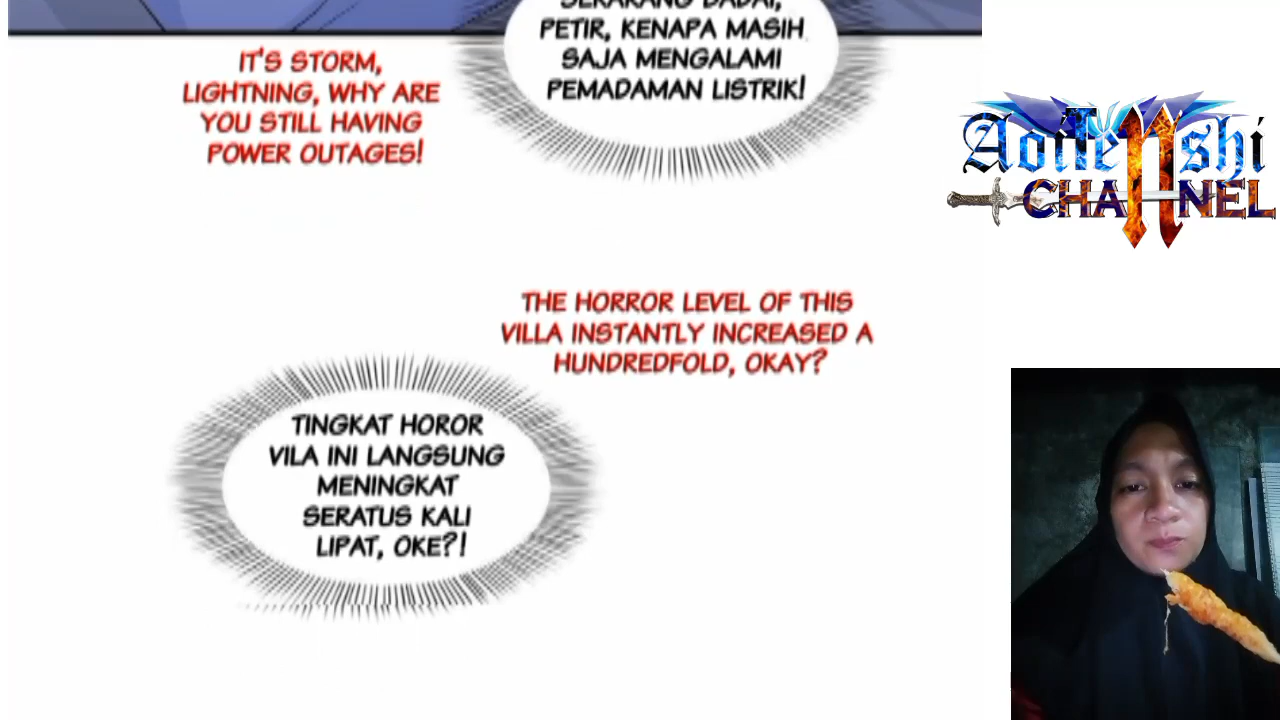 SEKARANG BADAI,
PETIR, KENAPA MASIH
SAJA MENGALAMI
PEMADAMAN LISTRIK!
IT'S STORM,
LIGHTNING, WHY ARE
YOU STILL HAVING
POWER OUTAGES!
AoiTenshi
CHANNEL
THE HORROR LEVEL OF THIS
VILLA INSTANTLY INCREASED A
HUNDREDFOLD, OKAY?
TINGKAT HOROR
VILA INI LANGSUNG
MENINGKAT
SERATUS KALI
LIPAT, OKE?!